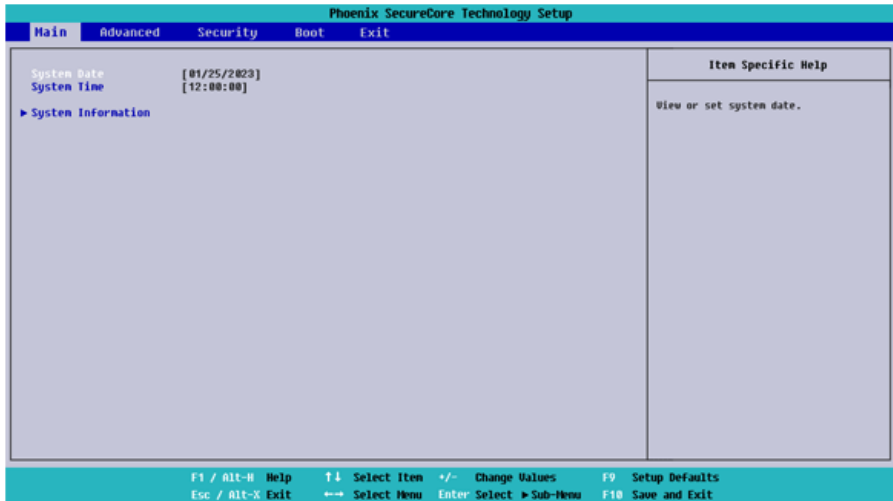 Phoenix SecureCore Technology Setup
Main Advanced Security Boot Exit
System Date [01/25/2023]
System Time [12:00:00]
▶ System Information
Item Specific Help
View or set system date.
F1 / Alt-H Help ↑↓ Select Item +/- Change Values F9 Setup Defaults
Esc / Alt-X Exit ←→ Select Menu Enter Select ▶ Sub-Menu F10 Save and Exit